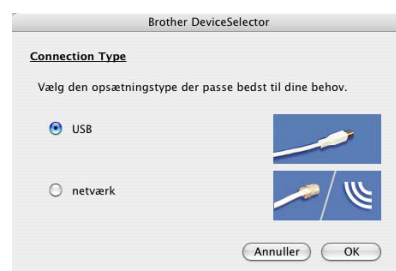 Brother DeviceSelector
Connection Type
Vælg den opsætningstype der passe bedst til dine behov.
USB
netværk
Annuller OK